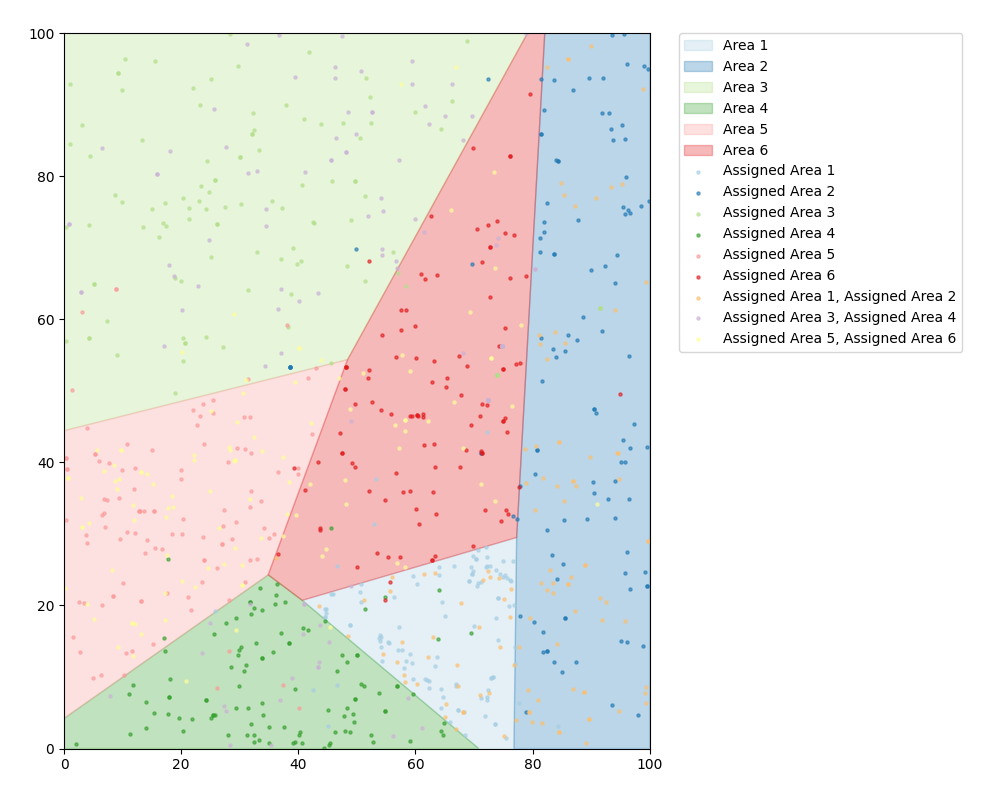 100
80
60
40
20
0
0
20
40
60
80
100
Area 1
Area 2
Area 3
Area 4
Area 5
Area 6
Assigned Area 1
Assigned Area 2
Assigned Area 3
Assigned Area 4
Assigned Area 5
Assigned Area 6
Assigned Area 1, Assigned Area 2
Assigned Area 3, Assigned Area 4
Assigned Area 5, Assigned Area 6